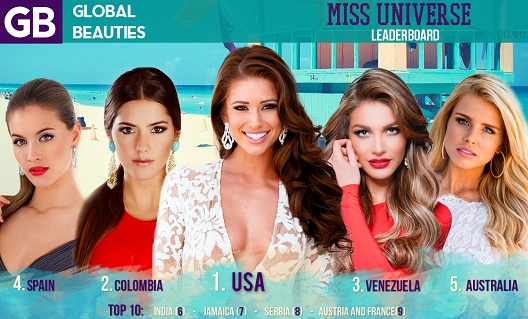 GB GLOBAL BEAUTIES
MISS UNIVERSE
LEADERBOARD
4. SPAIN 2. COLOMBIA 1. USA 3. VENEZUELA 5. AUSTRALIA
TOP 10: INDIA (6) - JAMAICA (7) - SERBIA (8) - AUSTRIA AND FRANCE (9)